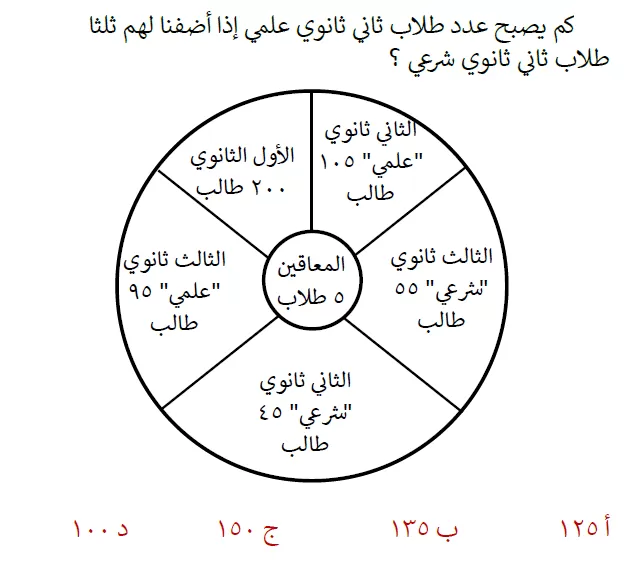 كم يصبح عدد طلاب ثاني ثانوي علمي إذا أضفنا لهم ثلثا
طلاب ثاني ثانوي شرعي ؟
الثاني ثانوي
"علمي" ١٠٥
طالب
الأول الثانوي
٢٠٠ طالب
الثالث ثانوي
"شرعي" ٥٥
طالب
المعاقين
٥ طلاب
الثالث ثانوي
"علمي" ٩٥
طالب
الثاني ثانوي
"شرعي" ٤٥
طالب
أ ١٢٥ ب ١٣٥ ج ١٥٠ د ١٠٠